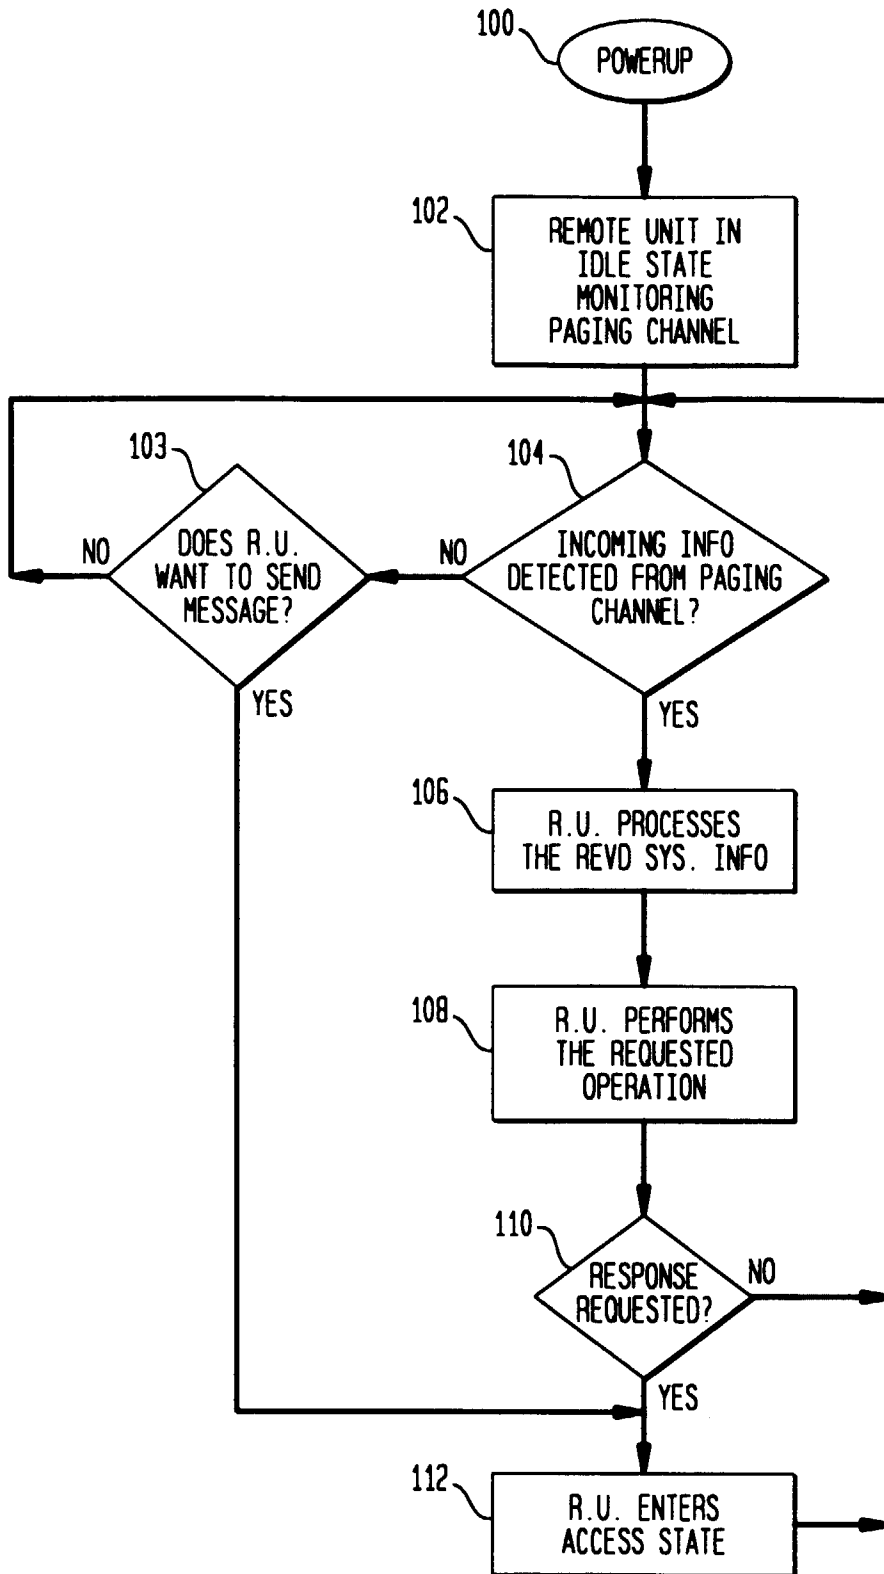 100
POWERUP
102
REMOTE UNIT IN
IDLE STATE
MONITORING
PAGING CHANNEL
103
DOES R.U.
WANT TO SEND
MESSAGE?
NO
NO
YES
104
INCOMING INFO
DETECTED FROM PAGING
CHANNEL?
YES
106
R.U. PROCESSES
THE REVD SYS. INFO
108
R.U. PERFORMS
THE REQUESTED
OPERATION
110
RESPONSE
REQUESTED?
NO
YES
112
R.U. ENTERS
ACCESS STATE